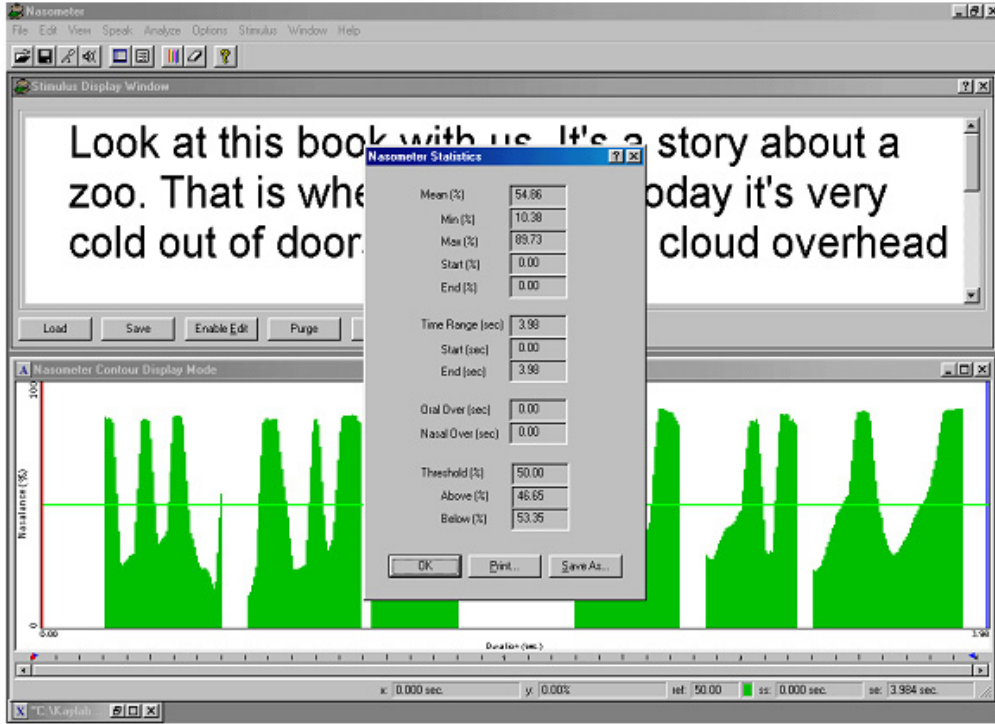 Nasometer
File Edit View Speak Analyze Options Stimulus Window Help
Stimulus Display Window
Look at this book with us. It's a story about a
zoo. That is whe oday it's very
cold out of door cloud overhead
Load Save Enable Edit Purge
Nasometer Statistics
Mean (%) 54.86
Min (%) 10.38
Max (%) 89.73
Start (%) 0.00
End (%) 0.00
Time Range (sec) 3.98
Start (sec) 0.00
End (sec) 3.98
Oral Over (sec) 0.00
Nasal Over (sec) 0.00
Threshold (%) 50.00
Above (%) 46.65
Below (%) 53.35
OK Print... Save As...
Nasometer Contour Display Mode
100
Nasalance (%)
0
0.00 3.98
Duration (sec.)
x: 0.000 sec. y: 0.00% ref: 50.00 ss: 0.000 sec. se: 3.984 sec.
"C:\Kaylab